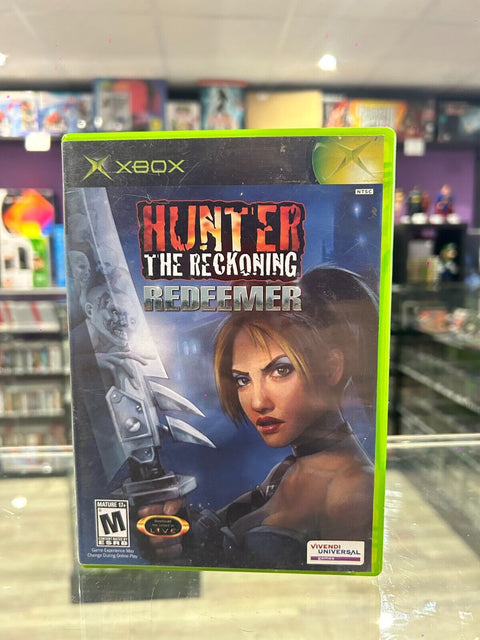 XBOX
NTSC
HUNTER
THE RECKONING
REDEEMER
MATURE 17+
M
CONTENT RATED BY
ESRB
Game Experience May
Change During Online Play
LIVE
VIVENDI
UNIVERSAL
games